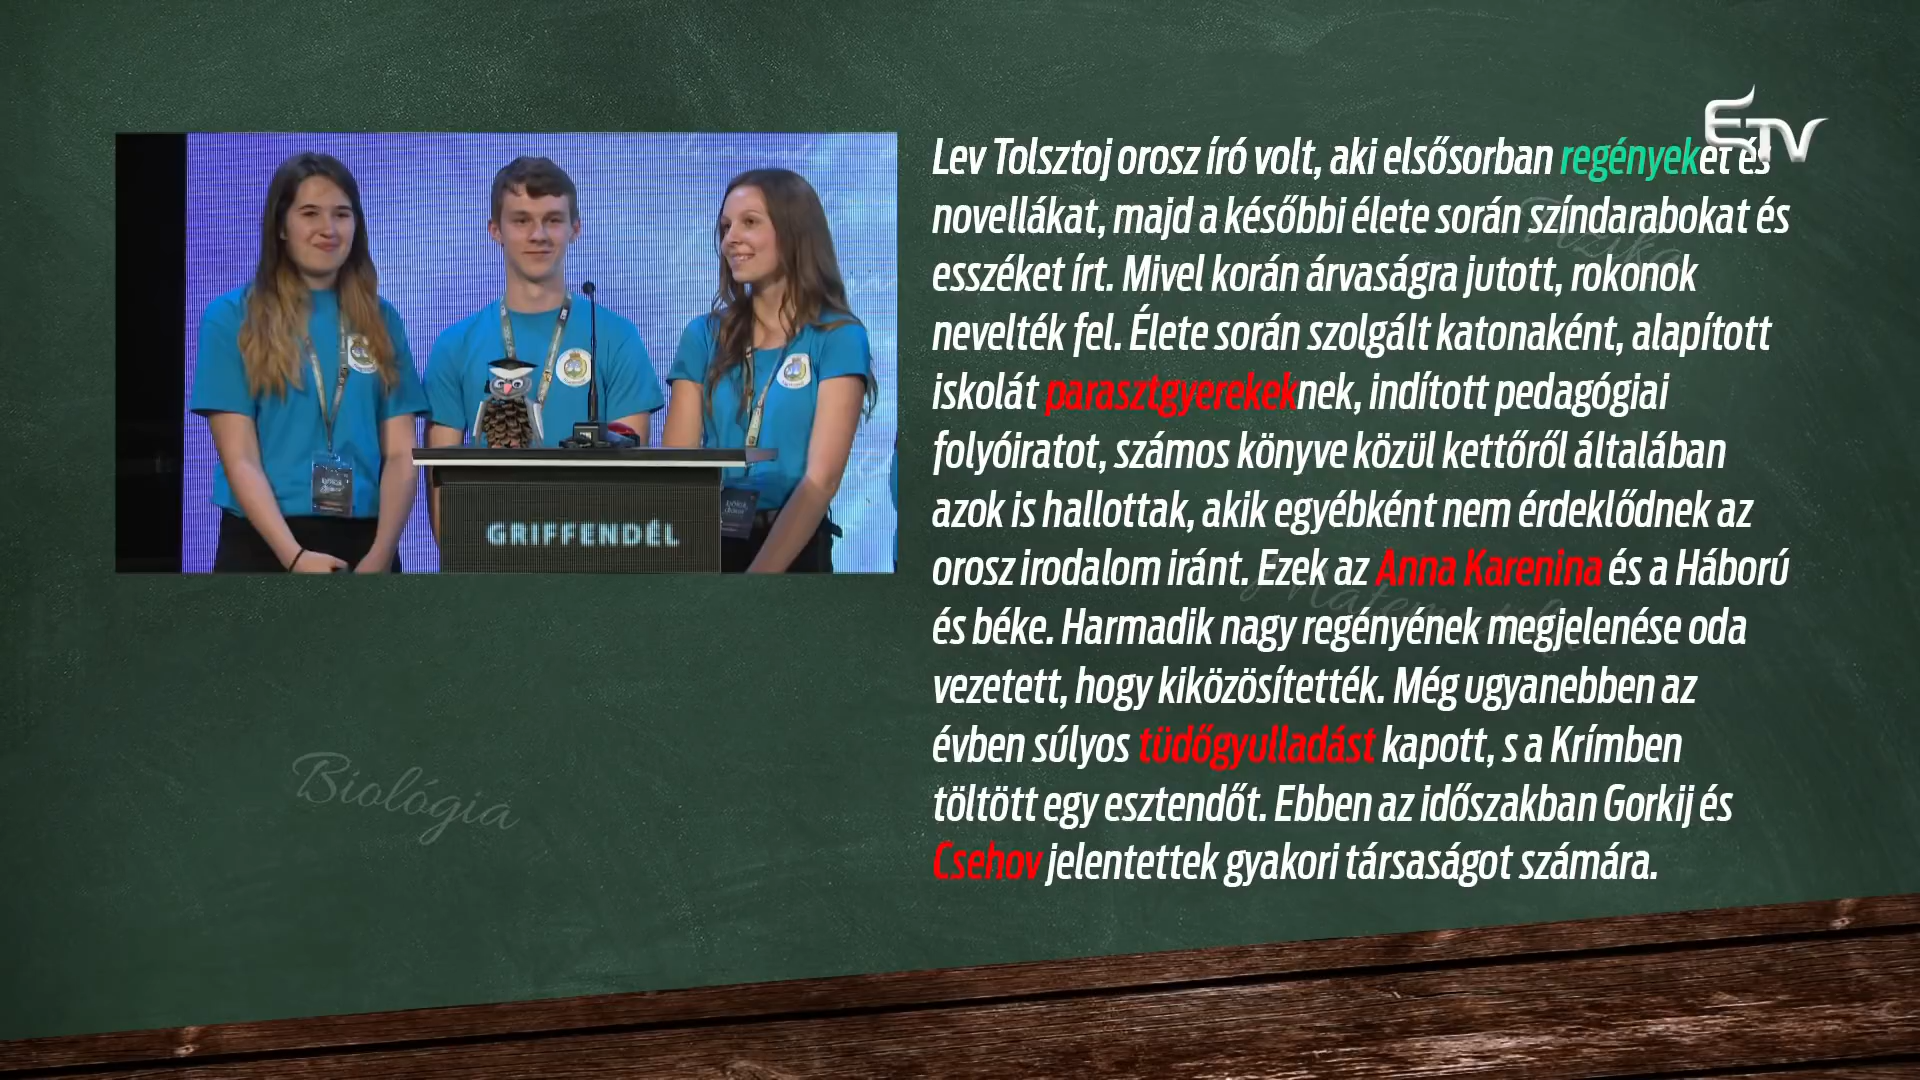 ETV
Lev Tolsztoj orosz író volt, aki elsősorban regényeket és
novellákat, majd a későbbi élete során színdarabokat és
esszéket írt. Mivel korán árvaságra jutott, rokonok
nevelték fel. Élete során szolgált katonaként, alapított
iskolát parasztgyerekeknek, indított pedagógiai
folyóiratot, számos könyve közül kettőről általában
azok is hallottak, akik egyébként nem érdeklődnek az
orosz irodalom iránt. Ezek az Anna Karenina és a Háború
és béke. Harmadik nagy regényének megjelenése oda
vezetett, hogy kiközösítették. Még ugyanebben az
évben súlyos tüdőgyulladást kapott, s a Krímben
töltött egy esztendőt. Ebben az időszakban Gorkij és
Csehov jelentettek gyakori társaságot számára.
GRIFFENDÉL
Fizika
Matematika
Biológia